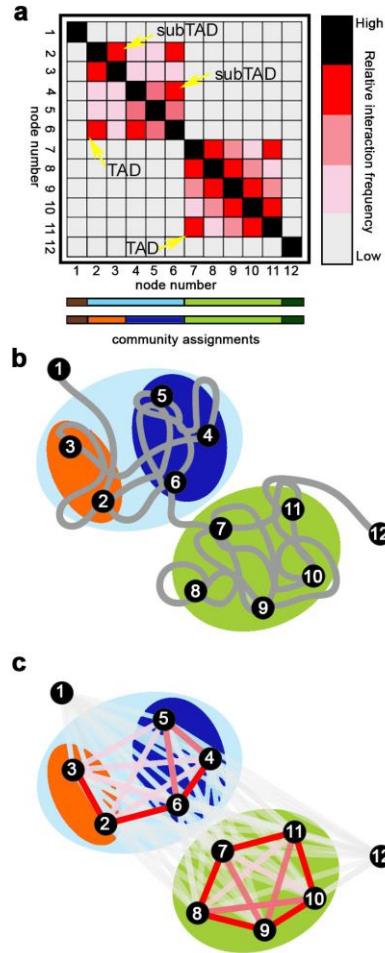 a
subTAD
subTAD
TAD
TAD
1
2
3
4
5
6
7
8
9
10
11
12
node number
1 2 3 4 5 6 7 8 9 10 11 12
node number
High
Relative interaction frequency
Low
community assignments
b
1
5
3
4
6
2
11
7
12
10
8
9
c
1
5
3
4
6
2
11
7
12
10
8
9